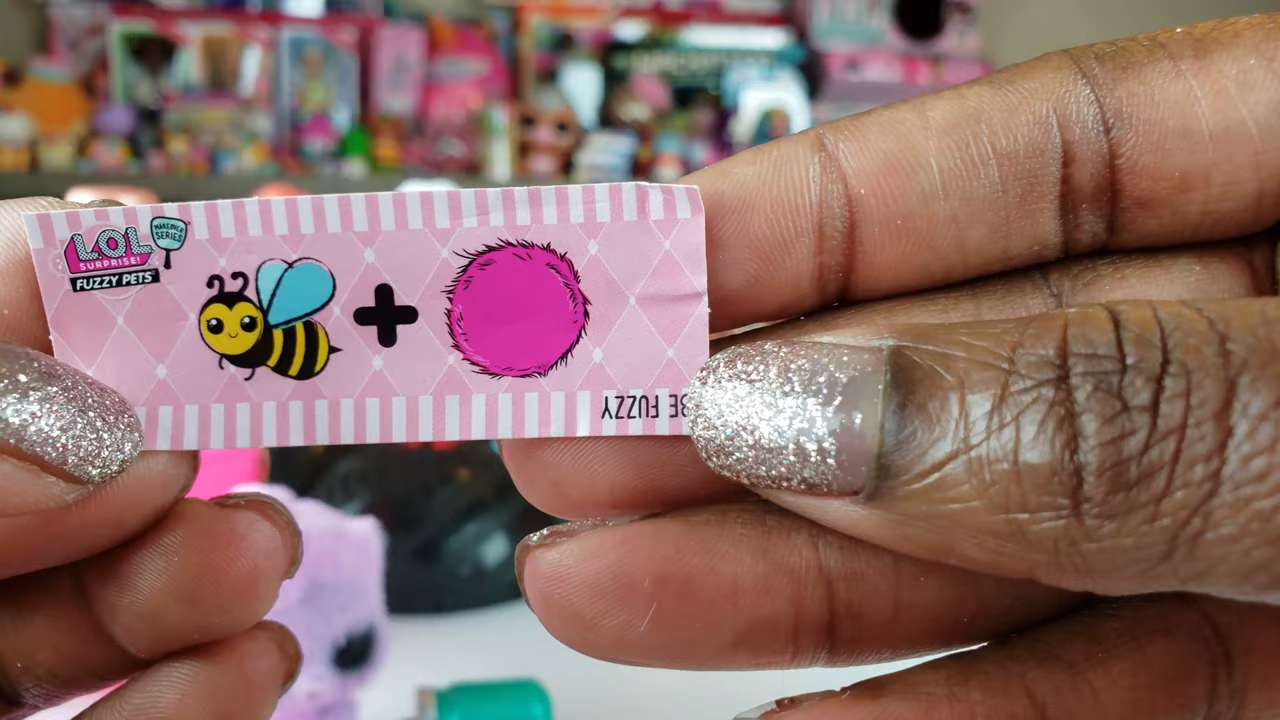 L.O.L.
SURPRISE!
FUZZY PETS
MAKEOVER
SERIES
BE FUZZY